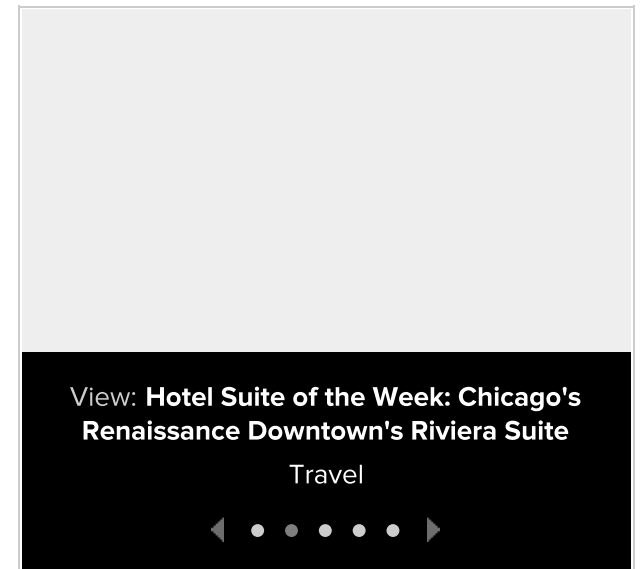 View: Hotel Suite of the Week: Chicago's
Renaissance Downtown's Riviera Suite
Travel